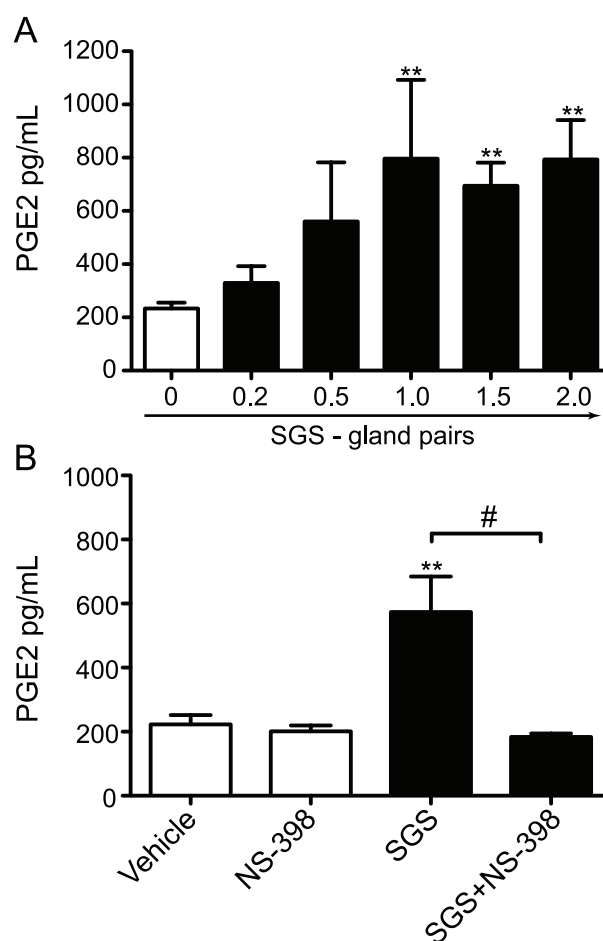 A
1200
1000
800
600
400
200
0
PGE2 pg/mL
**
**
**
0 0.2 0.5 1.0 1.5 2.0
SGS - gland pairs
B
1000
800
600
400
200
0
PGE2 pg/mL
#
**
Vehicle
NS-398
SGS
SGS+NS-398